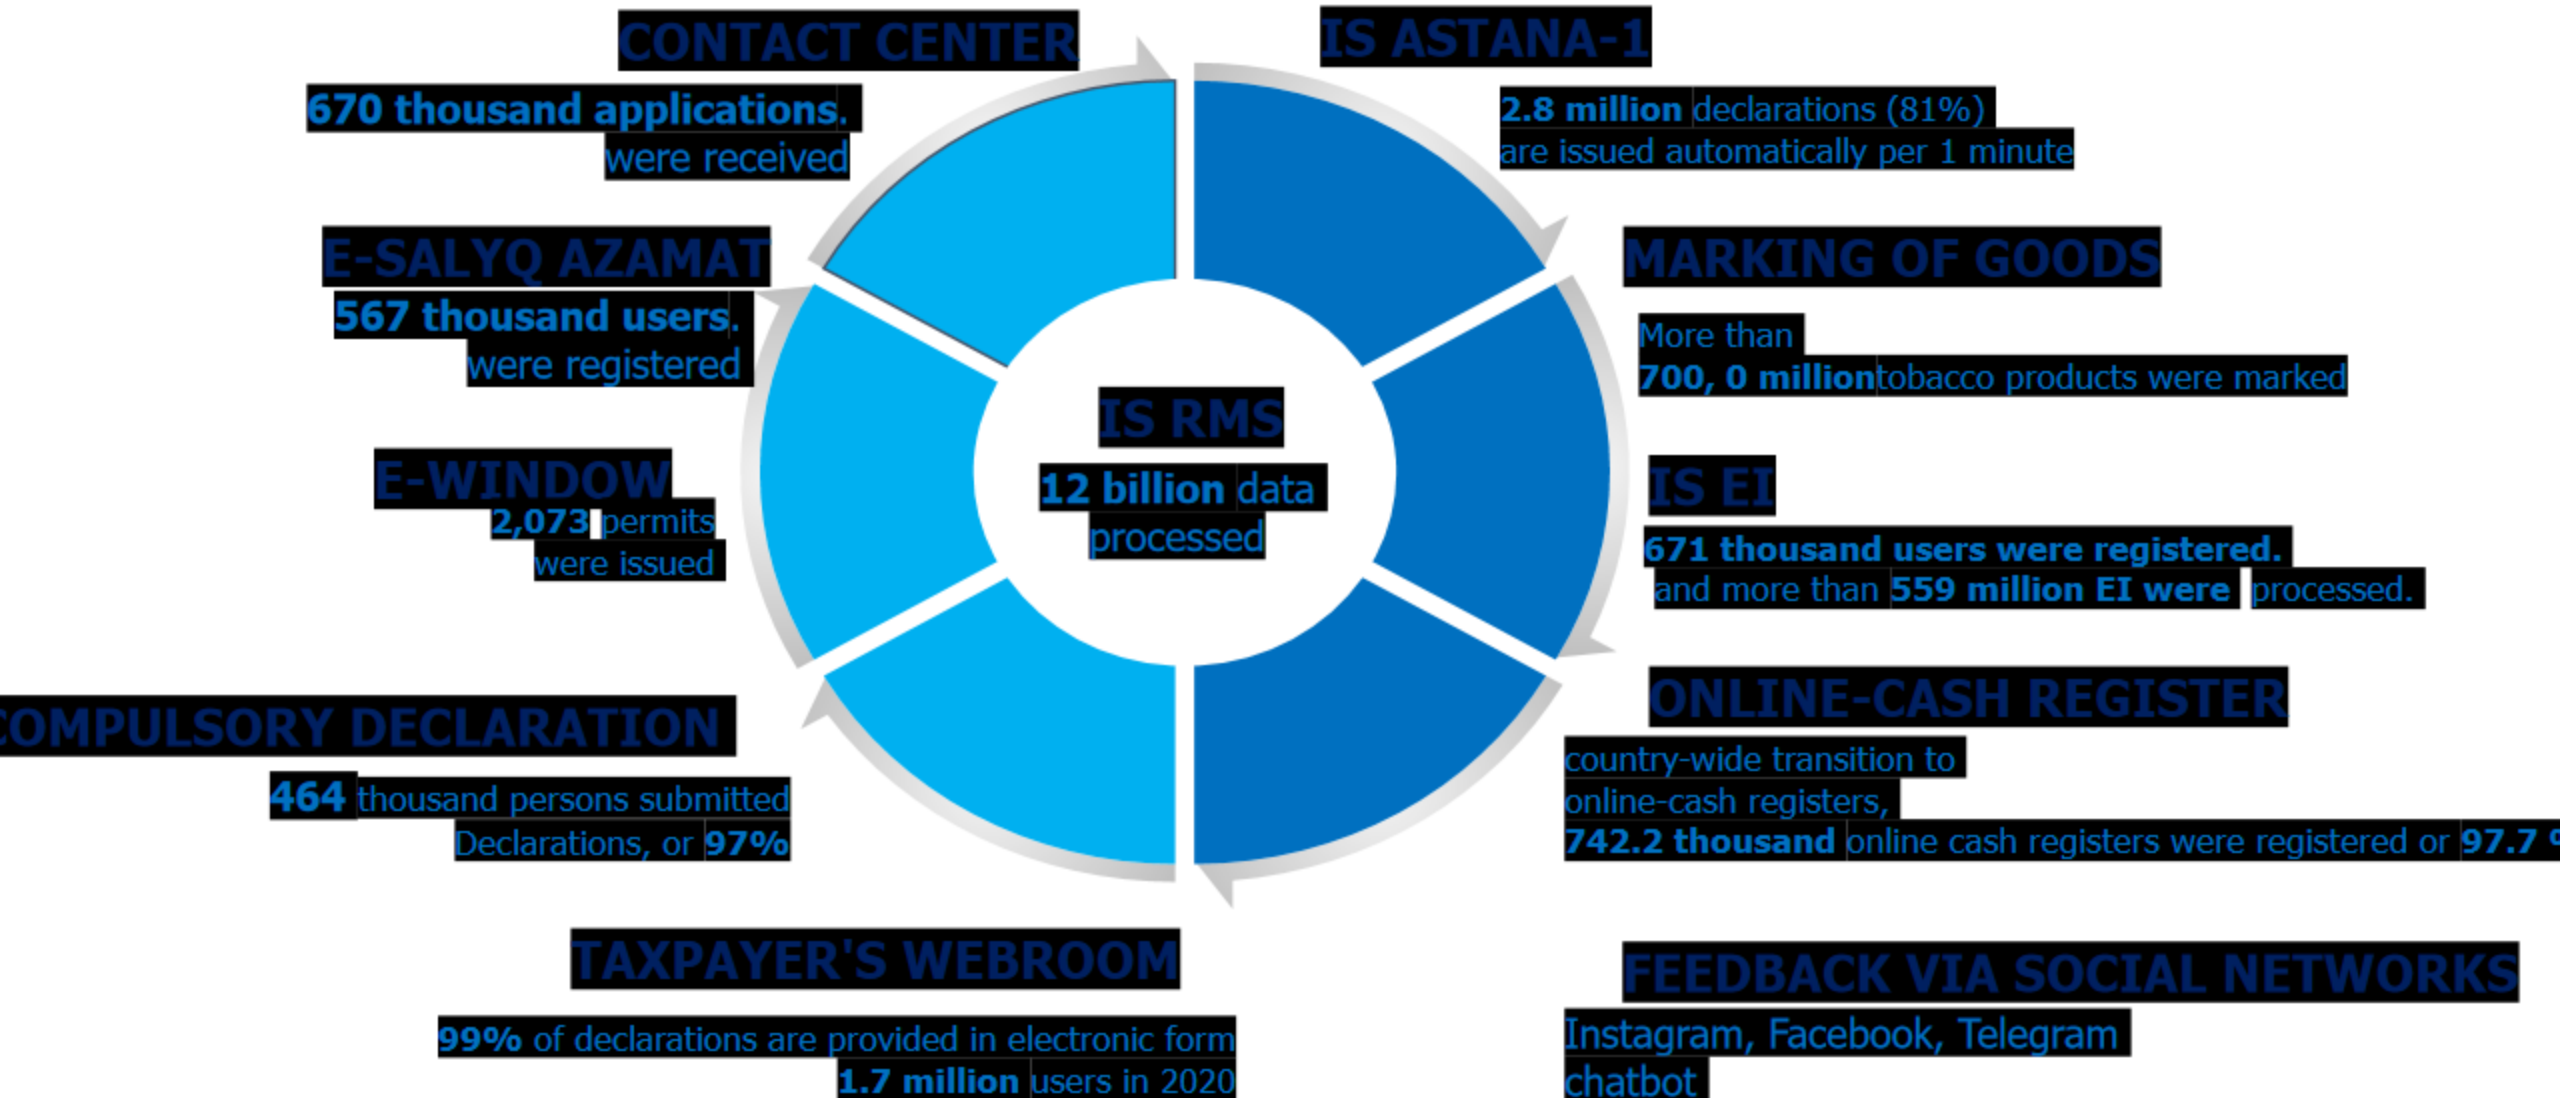 CONTACT CENTER
670 thousand applications.
were received
IS ASTANA-1
2.8 million declarations (81%)
are issued automatically per 1 minute
E-SALYQ AZAMAT
567 thousand users.
were registered
MARKING OF GOODS
More than
700, 0 million tobacco products were marked
IS RMS
12 billion data
processed
E-WINDOW
2,073 permits
were issued
IS EI
671 thousand users were registered.
and more than 559 million EI were processed.
COMPULSORY DECLARATION
464 thousand persons submitted
Declarations, or 97%
ONLINE-CASH REGISTER
country-wide transition to
online-cash registers,
742.2 thousand online cash registers were registered or 97.7 %
TAXPAYER'S WEBROOM
99% of declarations are provided in electronic form
1.7 million users in 2020
FEEDBACK VIA SOCIAL NETWORKS
Instagram, Facebook, Telegram
chatbot